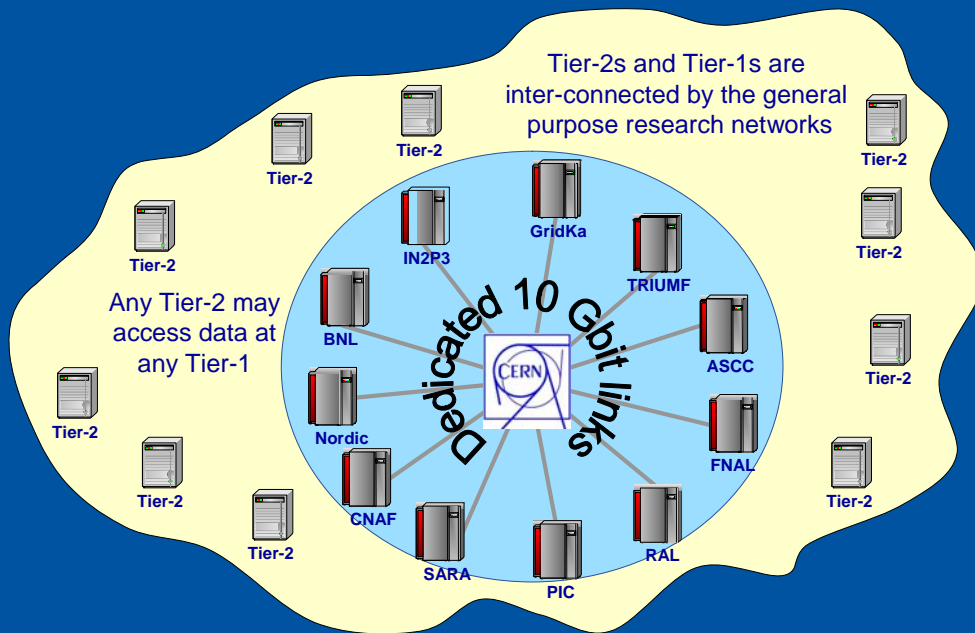 Tier-2s and Tier-1s are
inter-connected by the general
purpose research networks
Tier-2
Tier-2
Tier-2
Tier-2
Tier-2
IN2P3
GridKa
TRIUMF
Tier-2
Any Tier-2 may
access data at
any Tier-1
BNL
Dedicated 10 Gbit links
CERN
ASCC
Tier-2
Tier-2
Nordic
FNAL
Tier-2
Tier-2
CNAF
Tier-2
SARA
PIC
RAL